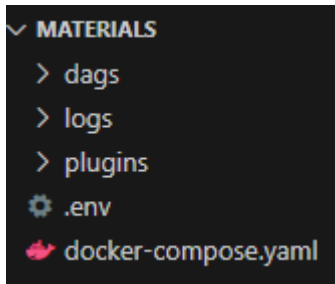 MATERIALS
dags
logs
plugins
.env
docker-compose.yaml